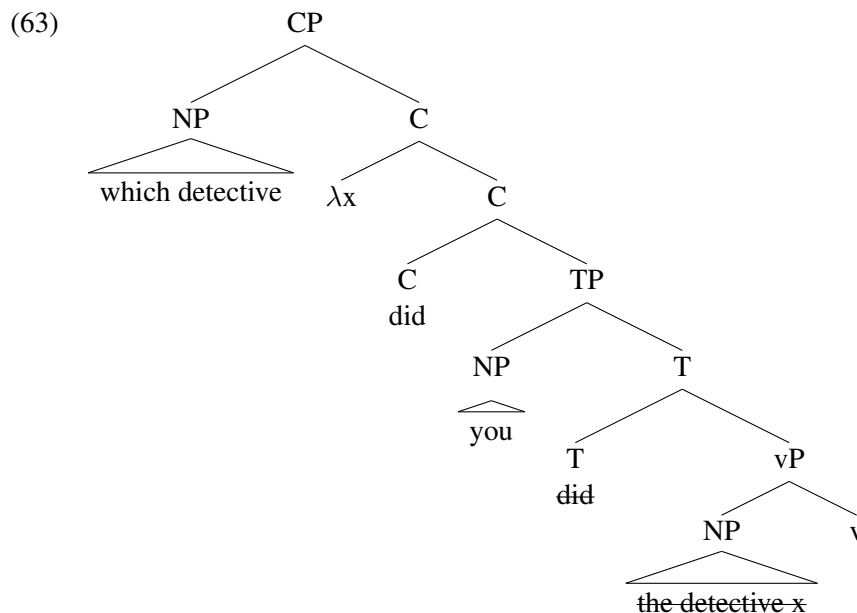 (63) CP
NP C
which detective λx C
C TP
did
NP T
you T vP
did
NP v
the detective x